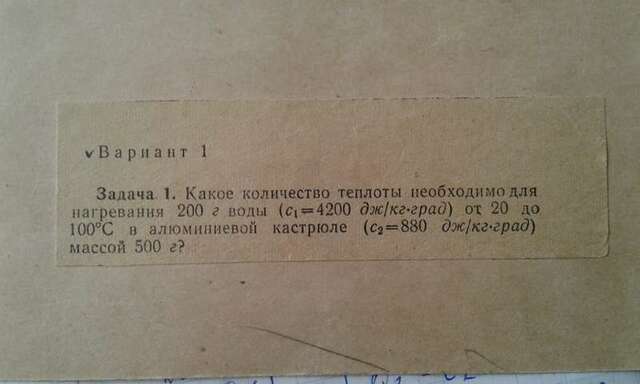 Вариант 1
Задача 1. Какое количество теплоты необходимо для
нагревания 200 г воды (c₁=4200 дж/кг·град) от 20 до
100°С в алюминиевой кастрюле (c₂=880 дж/кг·град)
массой 500 г?